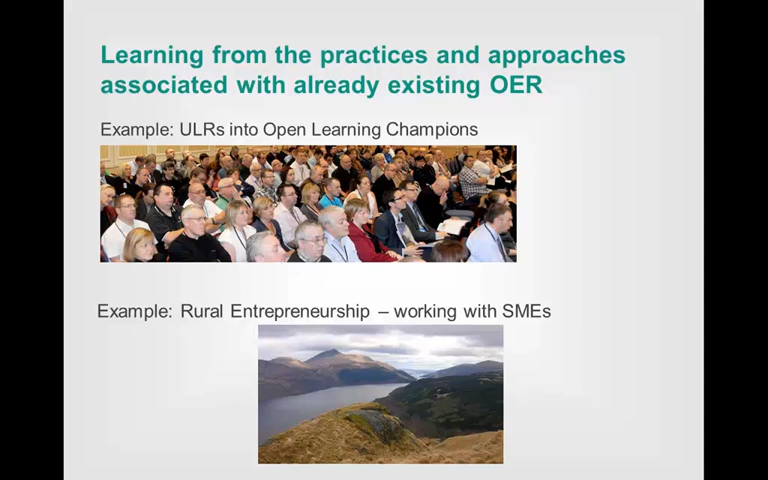 Learning from the practices and approaches
associated with already existing OER
Example: ULRs into Open Learning Champions
Example: Rural Entrepreneurship – working with SMEs